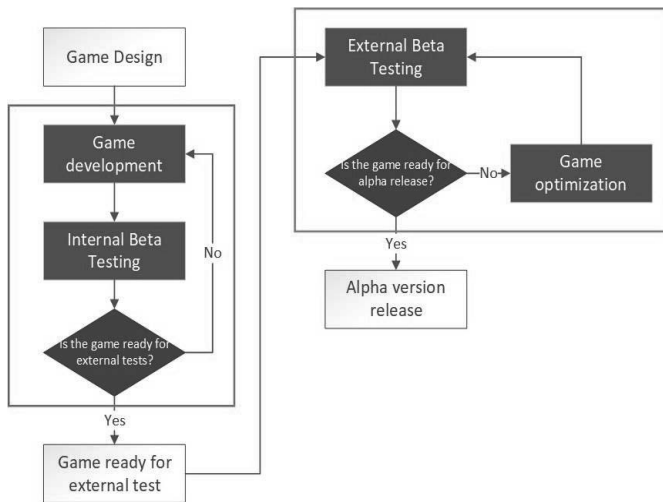 Game Design
Game
development
Internal Beta
Testing
No
Is the game ready for
external tests?
Yes
Game ready for
external test
External Beta
Testing
Is the game ready for
alpha release?
No
Game
optimization
Yes
Alpha version
release